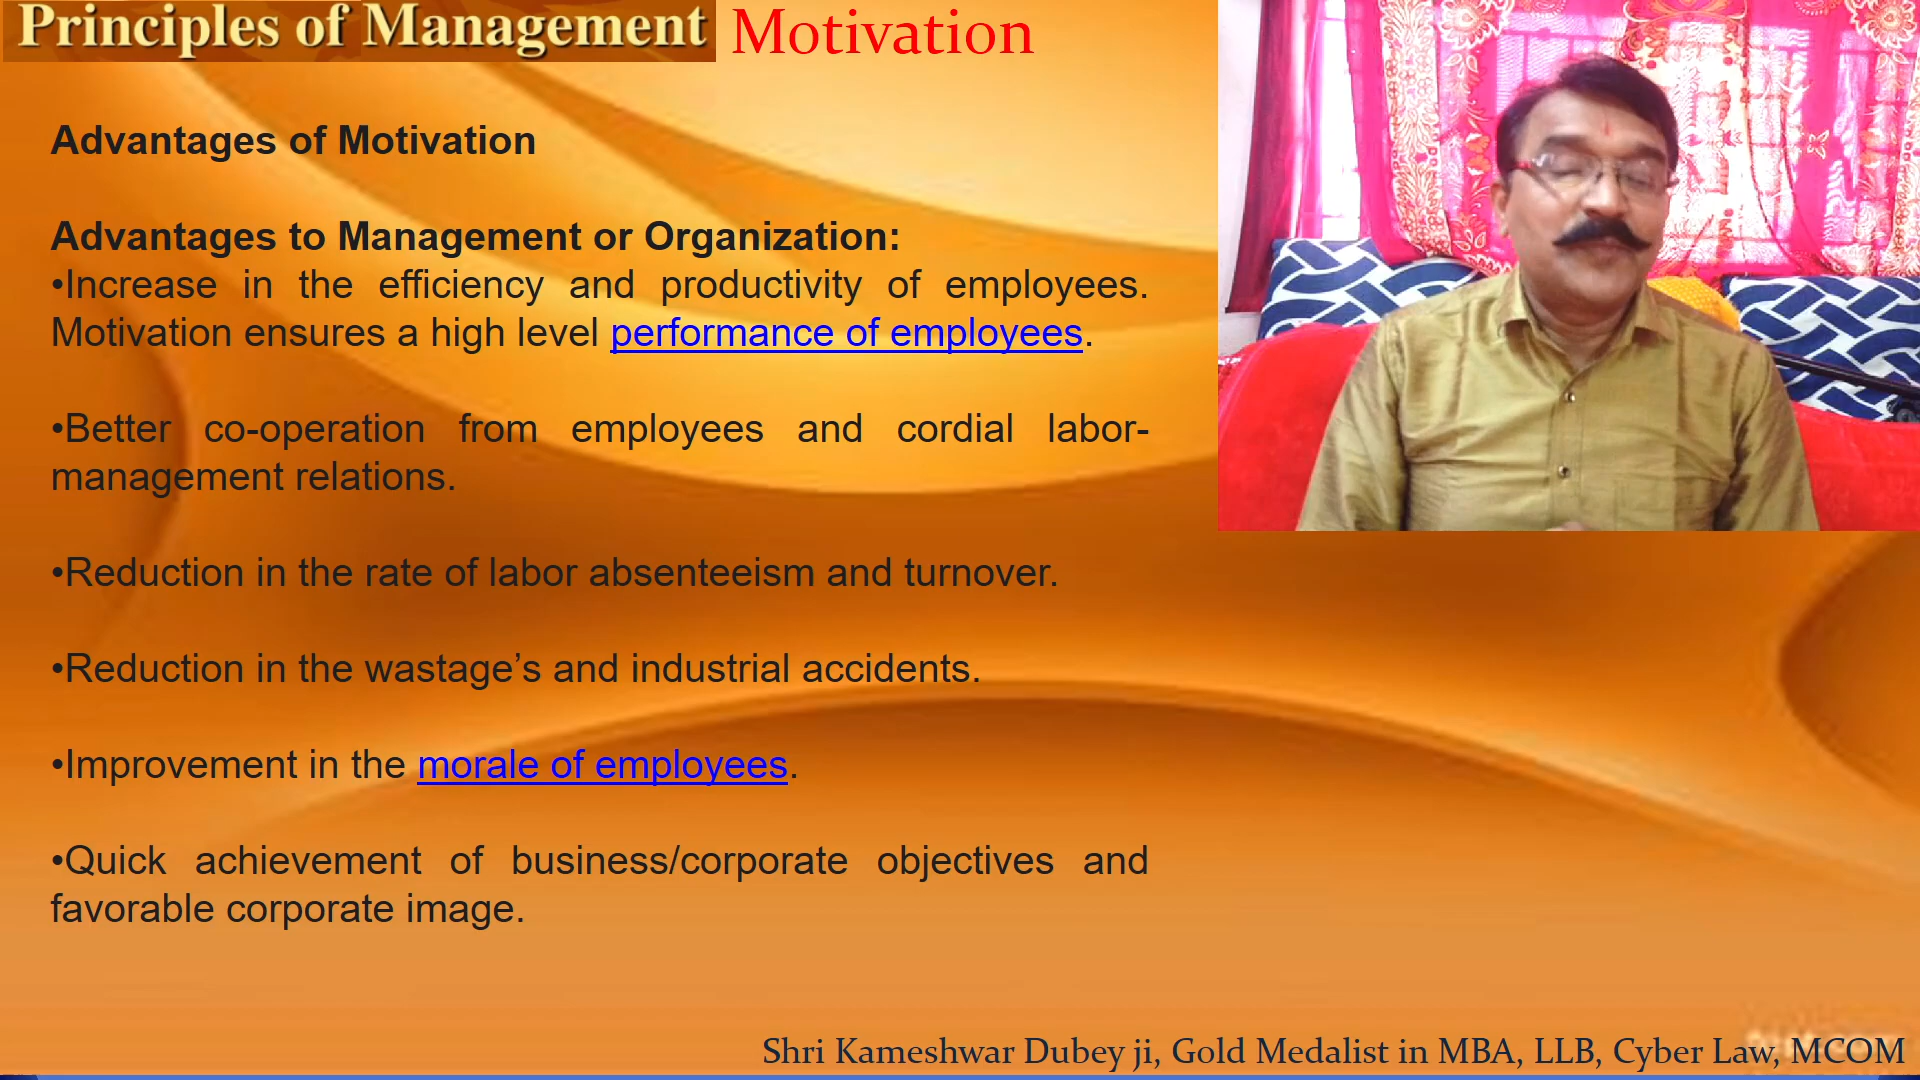 Principles of Management Motivation
Advantages of Motivation
Advantages to Management or Organization:
•Increase in the efficiency and productivity of employees.
Motivation ensures a high level performance of employees.
•Better co-operation from employees and cordial labor-
management relations.
•Reduction in the rate of labor absenteeism and turnover.
•Reduction in the wastage’s and industrial accidents.
•Improvement in the morale of employees.
•Quick achievement of business/corporate objectives and
favorable corporate image.
Shri Kameshwar Dubey ji, Gold Medalist in MBA, LLB, Cyber Law, MCOM